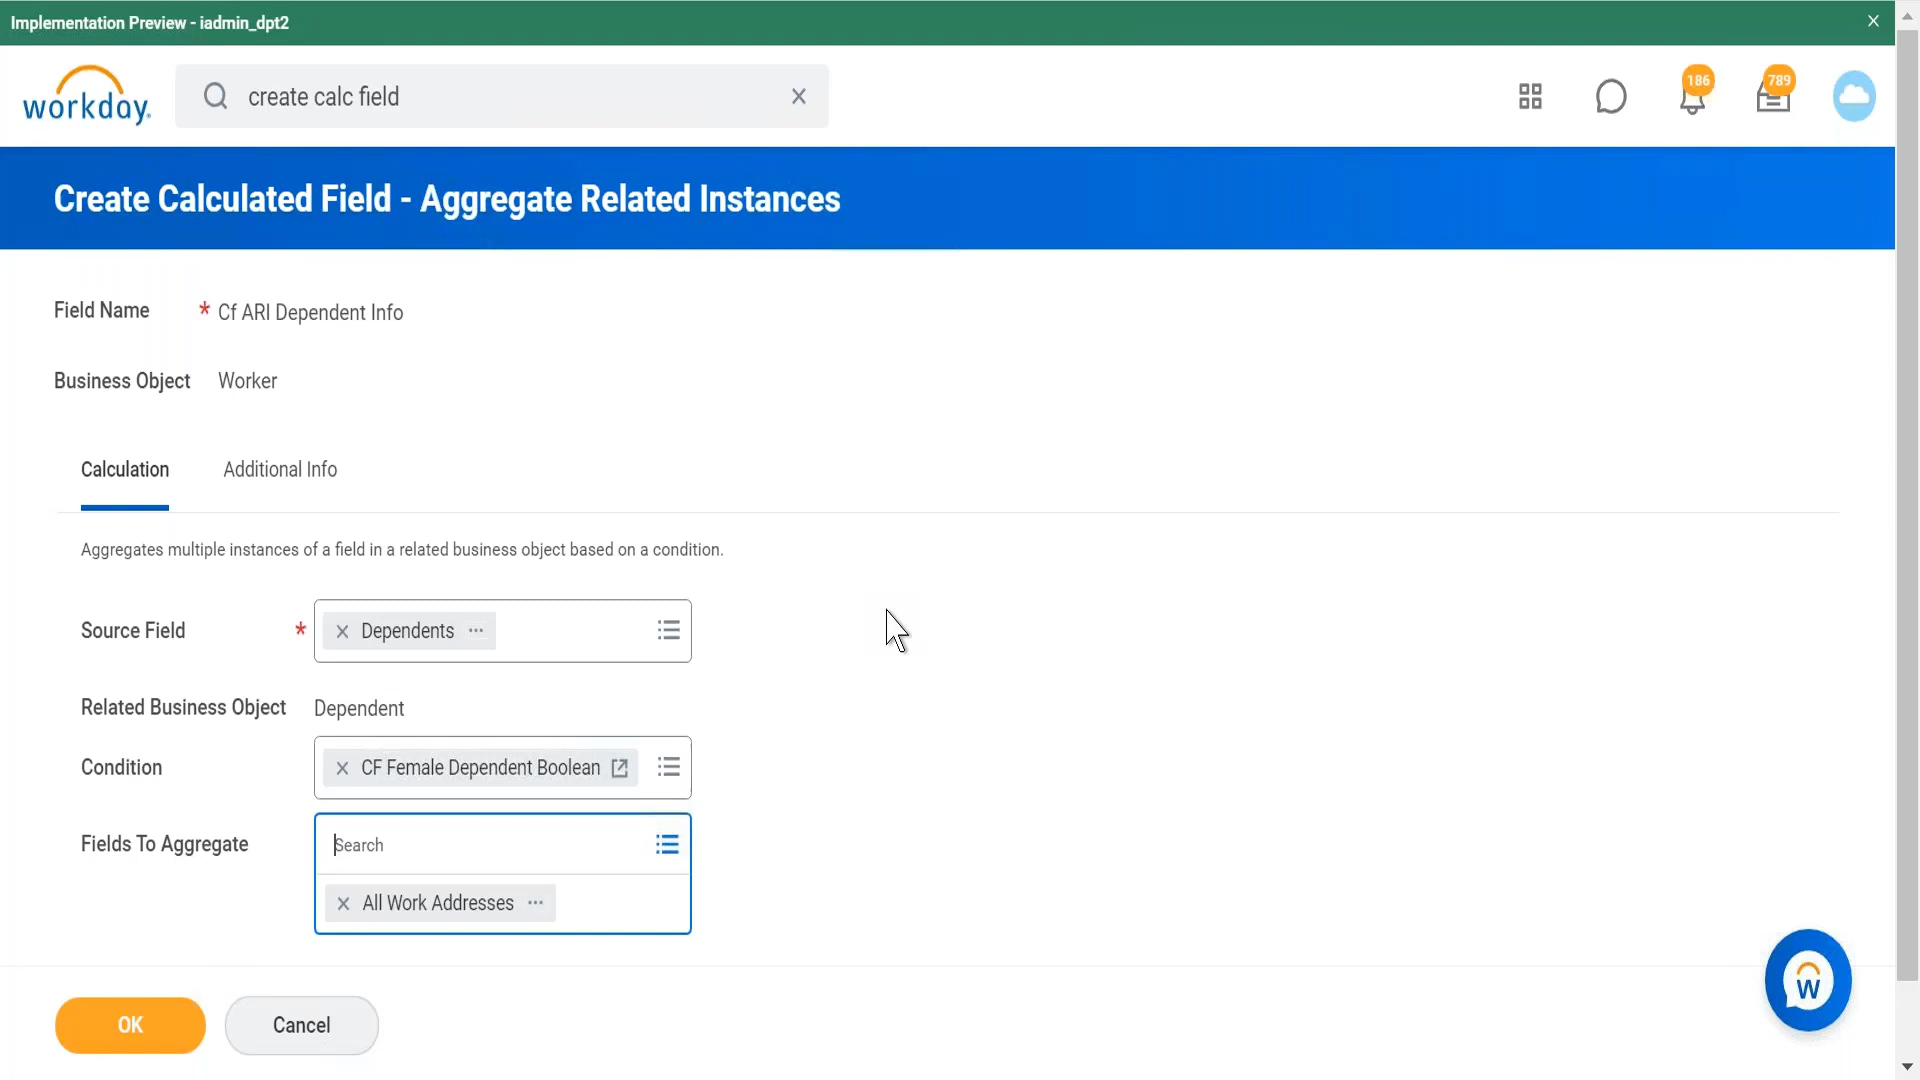 Implementation Preview - iadmin_dpt2
workday.
create calc field
186
789
Create Calculated Field - Aggregate Related Instances
Field Name * Cf ARI Dependent Info
Business Object Worker
Calculation Additional Info
Aggregates multiple instances of a field in a related business object based on a condition.
Source Field * Dependents
Related Business Object Dependent
Condition CF Female Dependent Boolean
Fields To Aggregate Search
All Work Addresses
OK Cancel
W